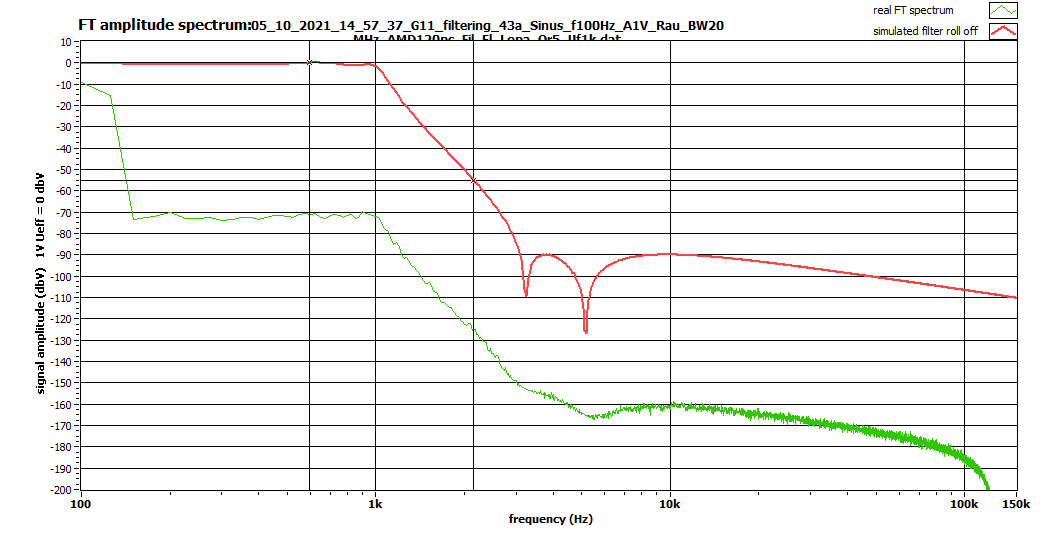 real FT spectrum
simulated filter roll off
FT amplitude spectrum:05_10_2021_14_57_37_G11_filtering_43a_Sinus_f100Hz_A1V_Rau_BW20
signal amplitude (dbV) 1V Ueff = 0 dbV
10
0
-10
-20
-30
-40
-50
-60
-70
-80
-90
-100
-110
-120
-130
-140
-150
-160
-170
-180
-190
-200
100
1k
10k
100k
150k
frequency (Hz)